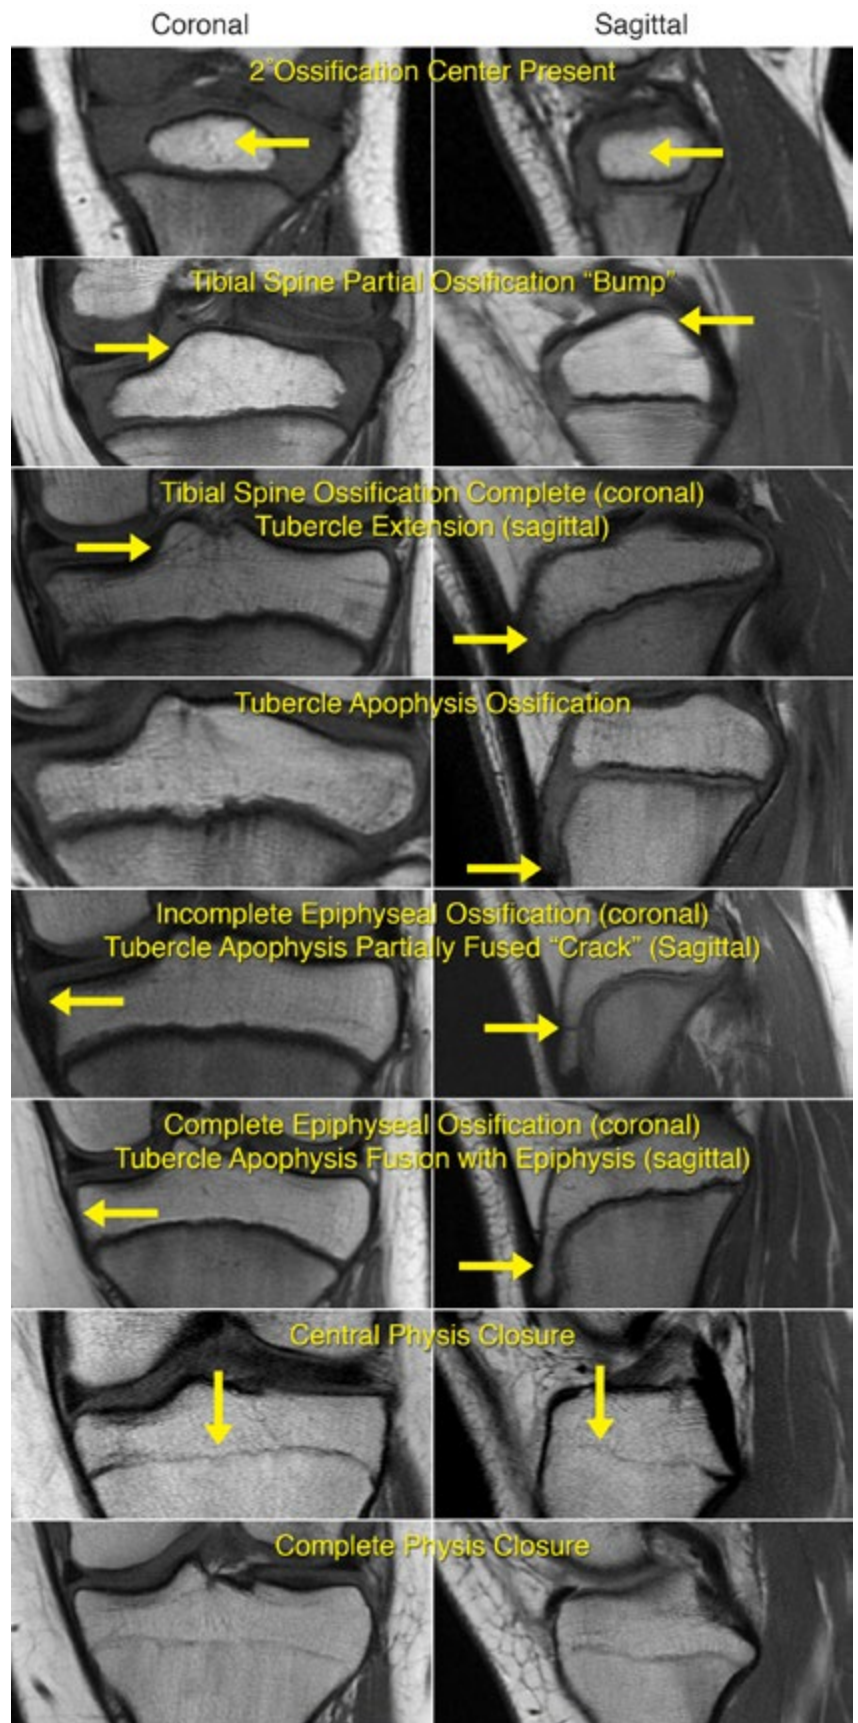 Coronal
Sagittal
2°Ossification Center Present
Tibial Spine Partial Ossification “Bump”
Tibial Spine Ossification Complete (coronal)
Tubercle Extension (sagittal)
Tubercle Apophysis Ossification
Incomplete Epiphyseal Ossification (coronal)
Tubercle Apophysis Partially Fused “Crack” (Sagittal)
Complete Epiphyseal Ossification (coronal)
Tubercle Apophysis Fusion with Epiphysis (sagittal)
Central Physis Closure
Complete Physis Closure